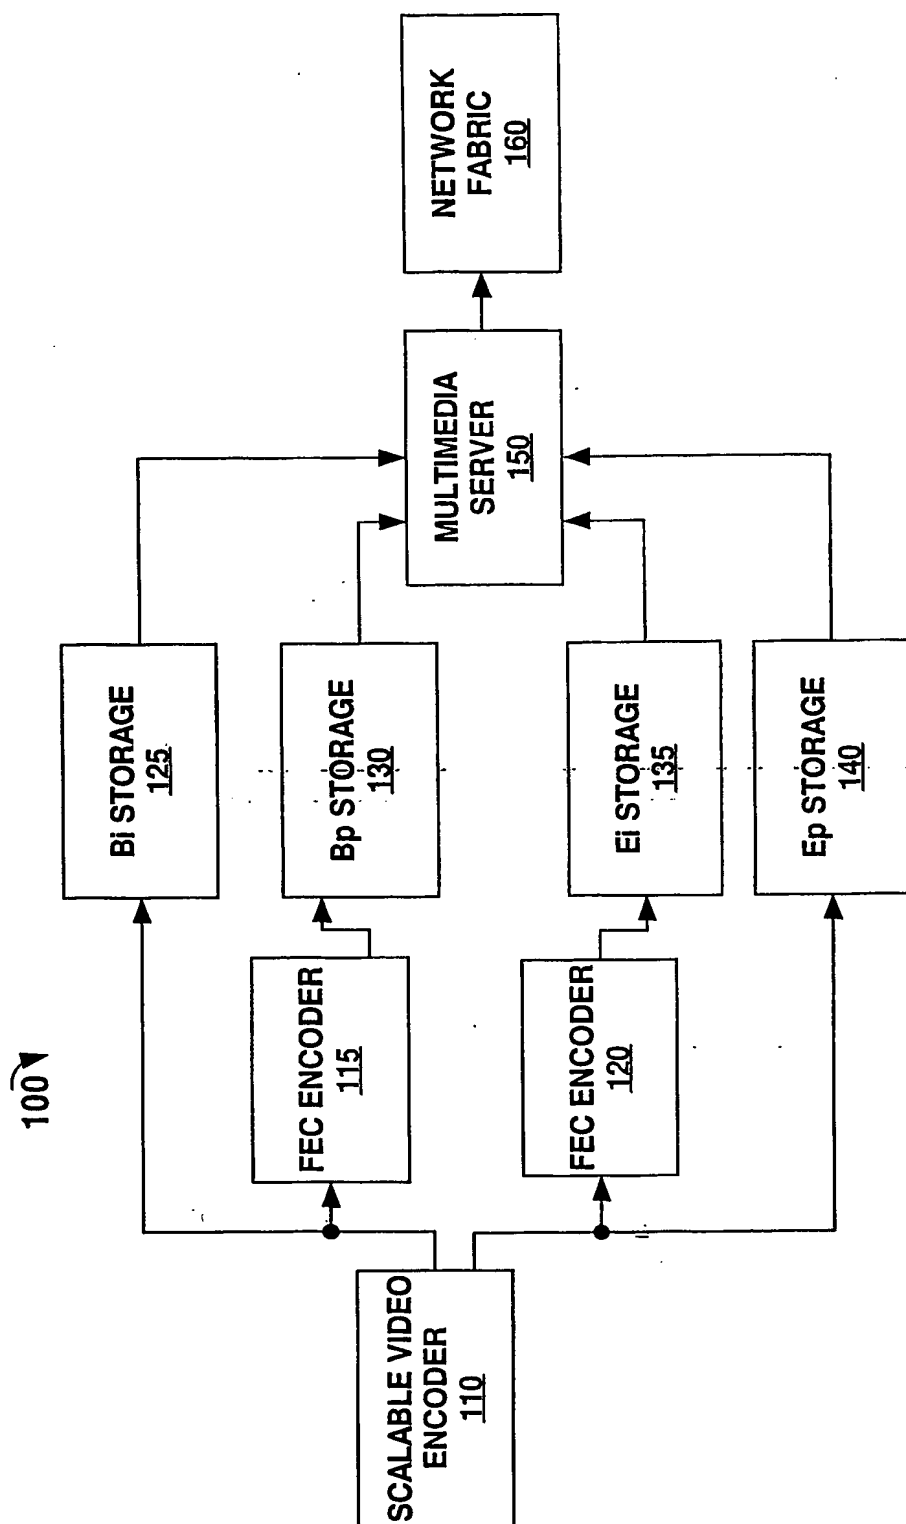 100
SCALABLE VIDEO
ENCODER
110
FEC ENCODER
115
FEC ENCODER
120
Bi STORAGE
125
Bp STORAGE
130
Ei STORAGE
135
Ep STORAGE
140
MULTIMEDIA
SERVER
150
NETWORK
FABRIC
160